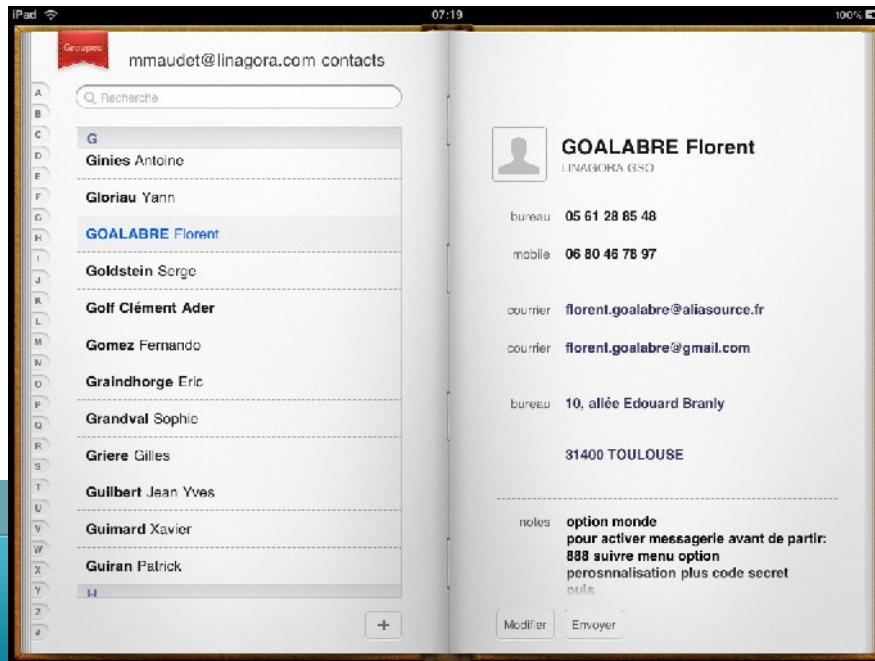 iPad
07:19
100%
Groupes
mmaudet@linagora.com contacts
Recherche
A
B
C
D
E
F
G
H
I
J
K
L
M
N
O
P
Q
R
S
T
U
V
W
X
Y
Z
#
G
Ginies Antoine
Gloriau Yann
GOALABRE Florent
Goldstein Serge
Golf Clément Ader
Gomez Fernando
Graindhorge Eric
Grandval Sophie
Griere Gilles
Guilbert Jean Yves
Guimard Xavier
Guiran Patrick
H
+
GOALABRE Florent
LINAGORA GSO
bureau 05 61 28 85 48
mobile 06 80 46 78 97
courrier florent.goalabre@aliasource.fr
courrier florent.goalabre@gmail.com
bureau 10, allée Edouard Branly
31400 TOULOUSE
notes option monde
pour activer messagerie avant de partir:
888 suivre menu option
perosnnalisation plus code secret
puis
Modifier Envoyer